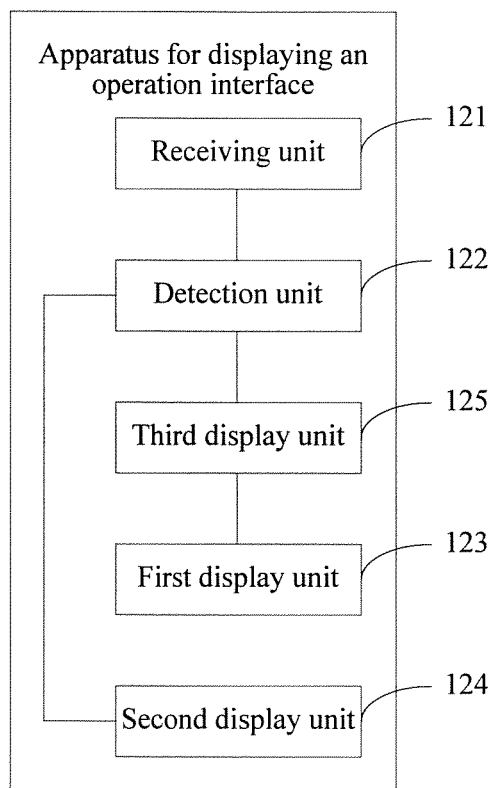 Apparatus for displaying an
operation interface
121
Receiving unit
122
Detection unit
125
Third display unit
123
First display unit
124
Second display unit